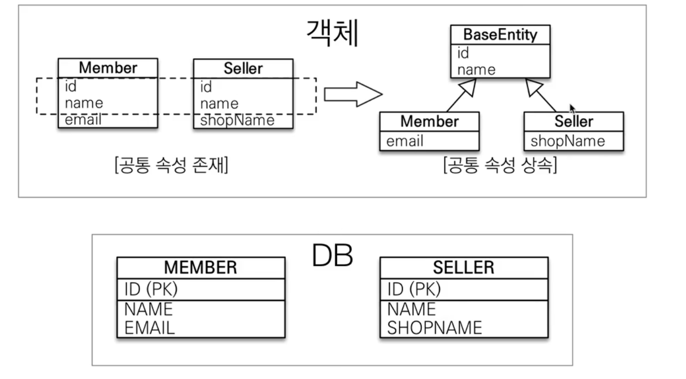 객체
Member
id
name
email
Seller
id
name
shopName
[공통 속성 존재]
BaseEntity
id
name
Member
email
Seller
shopName
[공통 속성 상속]
DB
MEMBER
ID (PK)
NAME
EMAIL
SELLER
ID (PK)
NAME
SHOPNAME